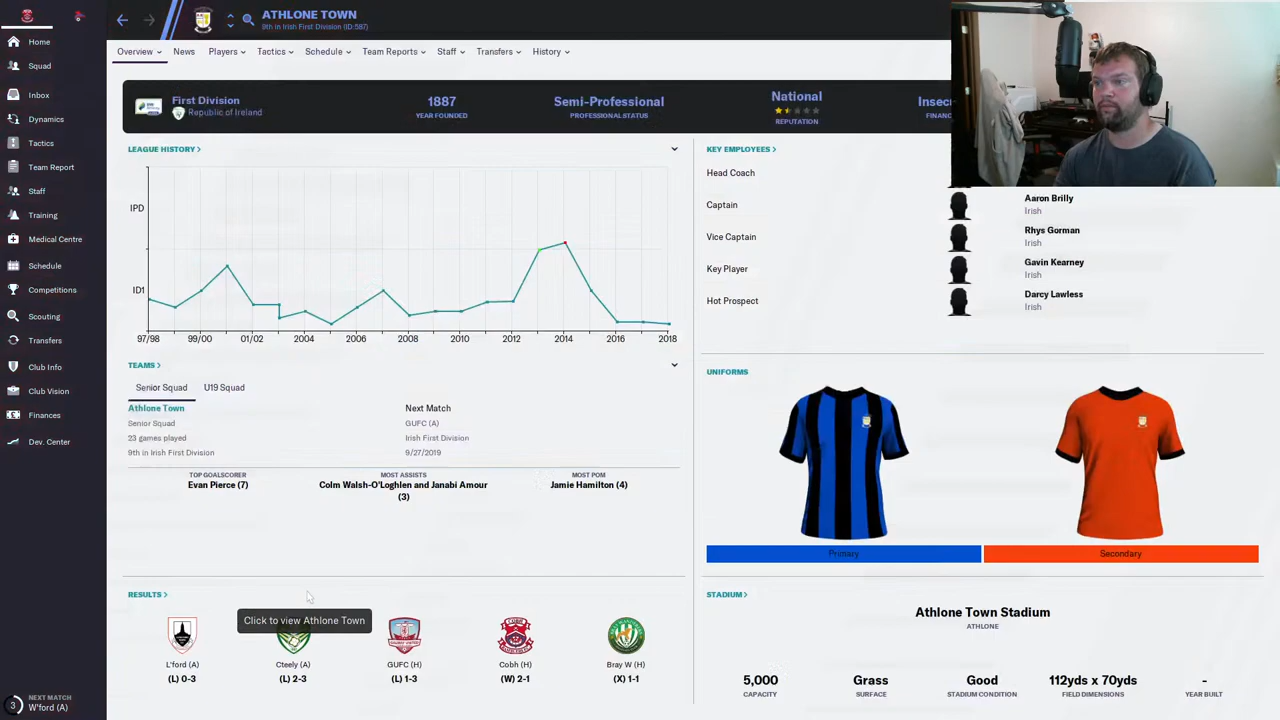 ATHLONE TOWN
9th in Irish First Division (ID:587)
Home
Squad
Inbox
Dynamics
Tactics
Team Report
Staff
Training
Medical Centre
Schedule
Competitions
Scouting
Transfers
Club Info
Club Vision
Finances
Dev. Center
3
NEXT MATCH
W'ford (A)
Overview
News
Players
Tactics
Schedule
Team Reports
Staff
Transfers
History
First Division
Republic of Ireland
1887
YEAR FOUNDED
Semi-Professional
PROFESSIONAL STATUS
National
REPUTATION
Insec
FINANC
LEAGUE HISTORY >
IPD
ID1
97/98 99/00 01/02 2004 2006 2008 2010 2012 2014 2016 2018
TEAMS >
Senior Squad U19 Squad
Athlone Town
Senior Squad
23 games played
9th in Irish First Division
Next Match
GUFC (A)
Irish First Division
9/27/2019
TOP GOALSCORER
Evan Pierce (7)
MOST ASSISTS
Colm Walsh-O'Loghlen and Janabi Amour
(3)
MOST POM
Jamie Hamilton (4)
RESULTS >
Click to view Athlone Town
L'ford (A)
(L) 0-3
Cteely (A)
(L) 2-3
GUFC (H)
(L) 1-3
Cobh (H)
(W) 2-1
Bray W (H)
(X) 1-1
KEY EMPLOYEES >
Head Coach
Captain
Vice Captain
Key Player
Hot Prospect
Aaron Brilly
Irish
Rhys Gorman
Irish
Gavin Kearney
Irish
Darcy Lawless
Irish
UNIFORMS
Primary
Secondary
STADIUM >
Athlone Town Stadium
ATHLONE
5,000
CAPACITY
Grass
SURFACE
Good
STADIUM CONDITION
112yds x 70yds
FIELD DIMENSIONS
-
YEAR BUILT